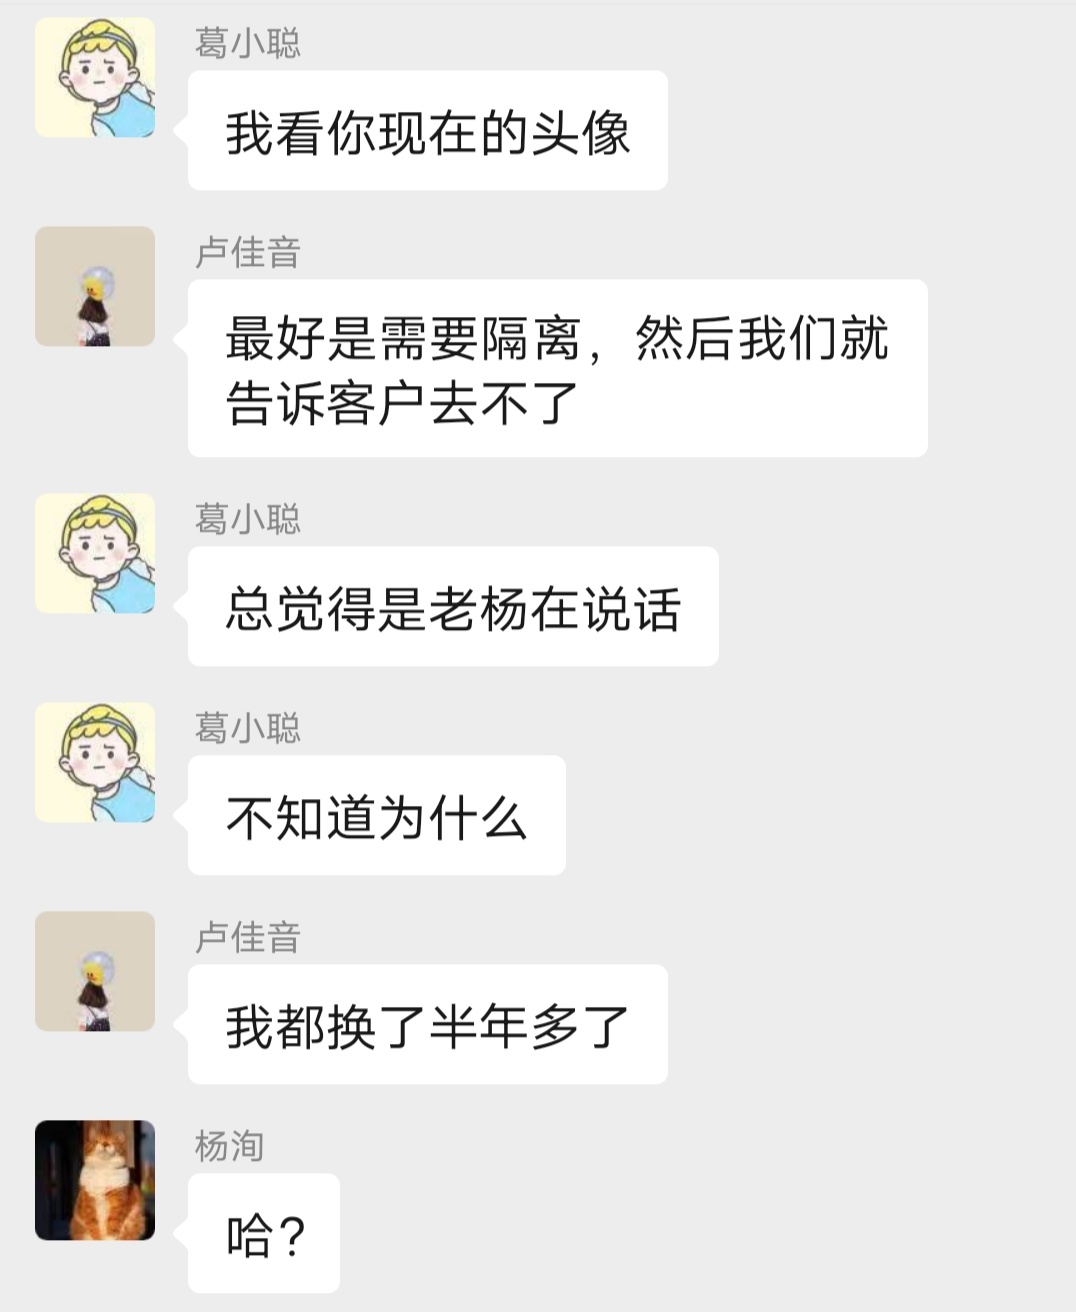 葛小聪
我看你现在的头像
卢佳音
最好是需要隔离，然后我们就
告诉客户去不了
葛小聪
总觉得是老杨在说话
葛小聪
不知道为什么
卢佳音
我都换了半年多了
杨洵
哈？